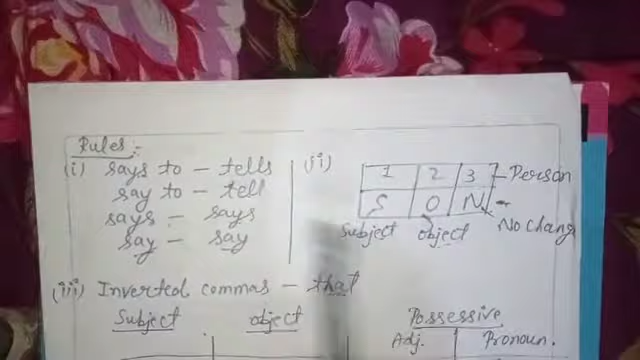 Rules:-
(i) says to - tells
say to - tell
says - says
say - say
(ii)
1 2 3 - Person
S O N -
Subject object No Chang
(iii) Inverted commas - that
Subject object Possessive
Adj. Pronoun.